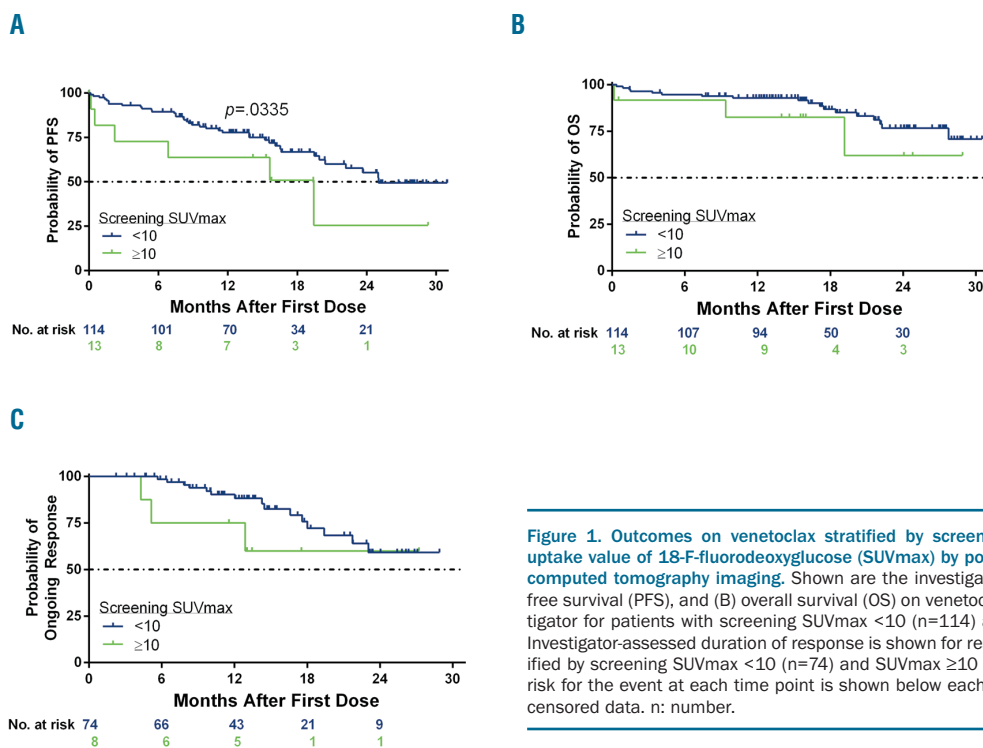 A
Probability of PFS
100
75
50
25
0
p=.0335
Screening SUVmax
<10
≥10
0 6 12 18 24 30
Months After First Dose
No. at risk 114 101 70 34 21
13 8 7 3 1
B
Probability of OS
100
75
50
25
0
Screening SUVmax
<10
≥10
0 6 12 18 24 30
Months After First Dose
No. at risk 114 107 94 50 30
13 10 9 4 3
C
Probability of
Ongoing Response
100
75
50
25
0
Screening SUVmax
<10
≥10
0 6 12 18 24 30
Months After First Dose
No. at risk 74 66 43 21 9
8 6 5 1 1
Figure 1. Outcomes on venetoclax stratified by screen
uptake value of 18-F-fluorodeoxyglucose (SUVmax) by po
computed tomography imaging. Shown are the investiga
free survival (PFS), and (B) overall survival (OS) on venetoc
tigator for patients with screening SUVmax <10 (n=114)
Investigator-assessed duration of response is shown for re
ified by screening SUVmax <10 (n=74) and SUVmax ≥10
risk for the event at each time point is shown below each
censored data. n: number.